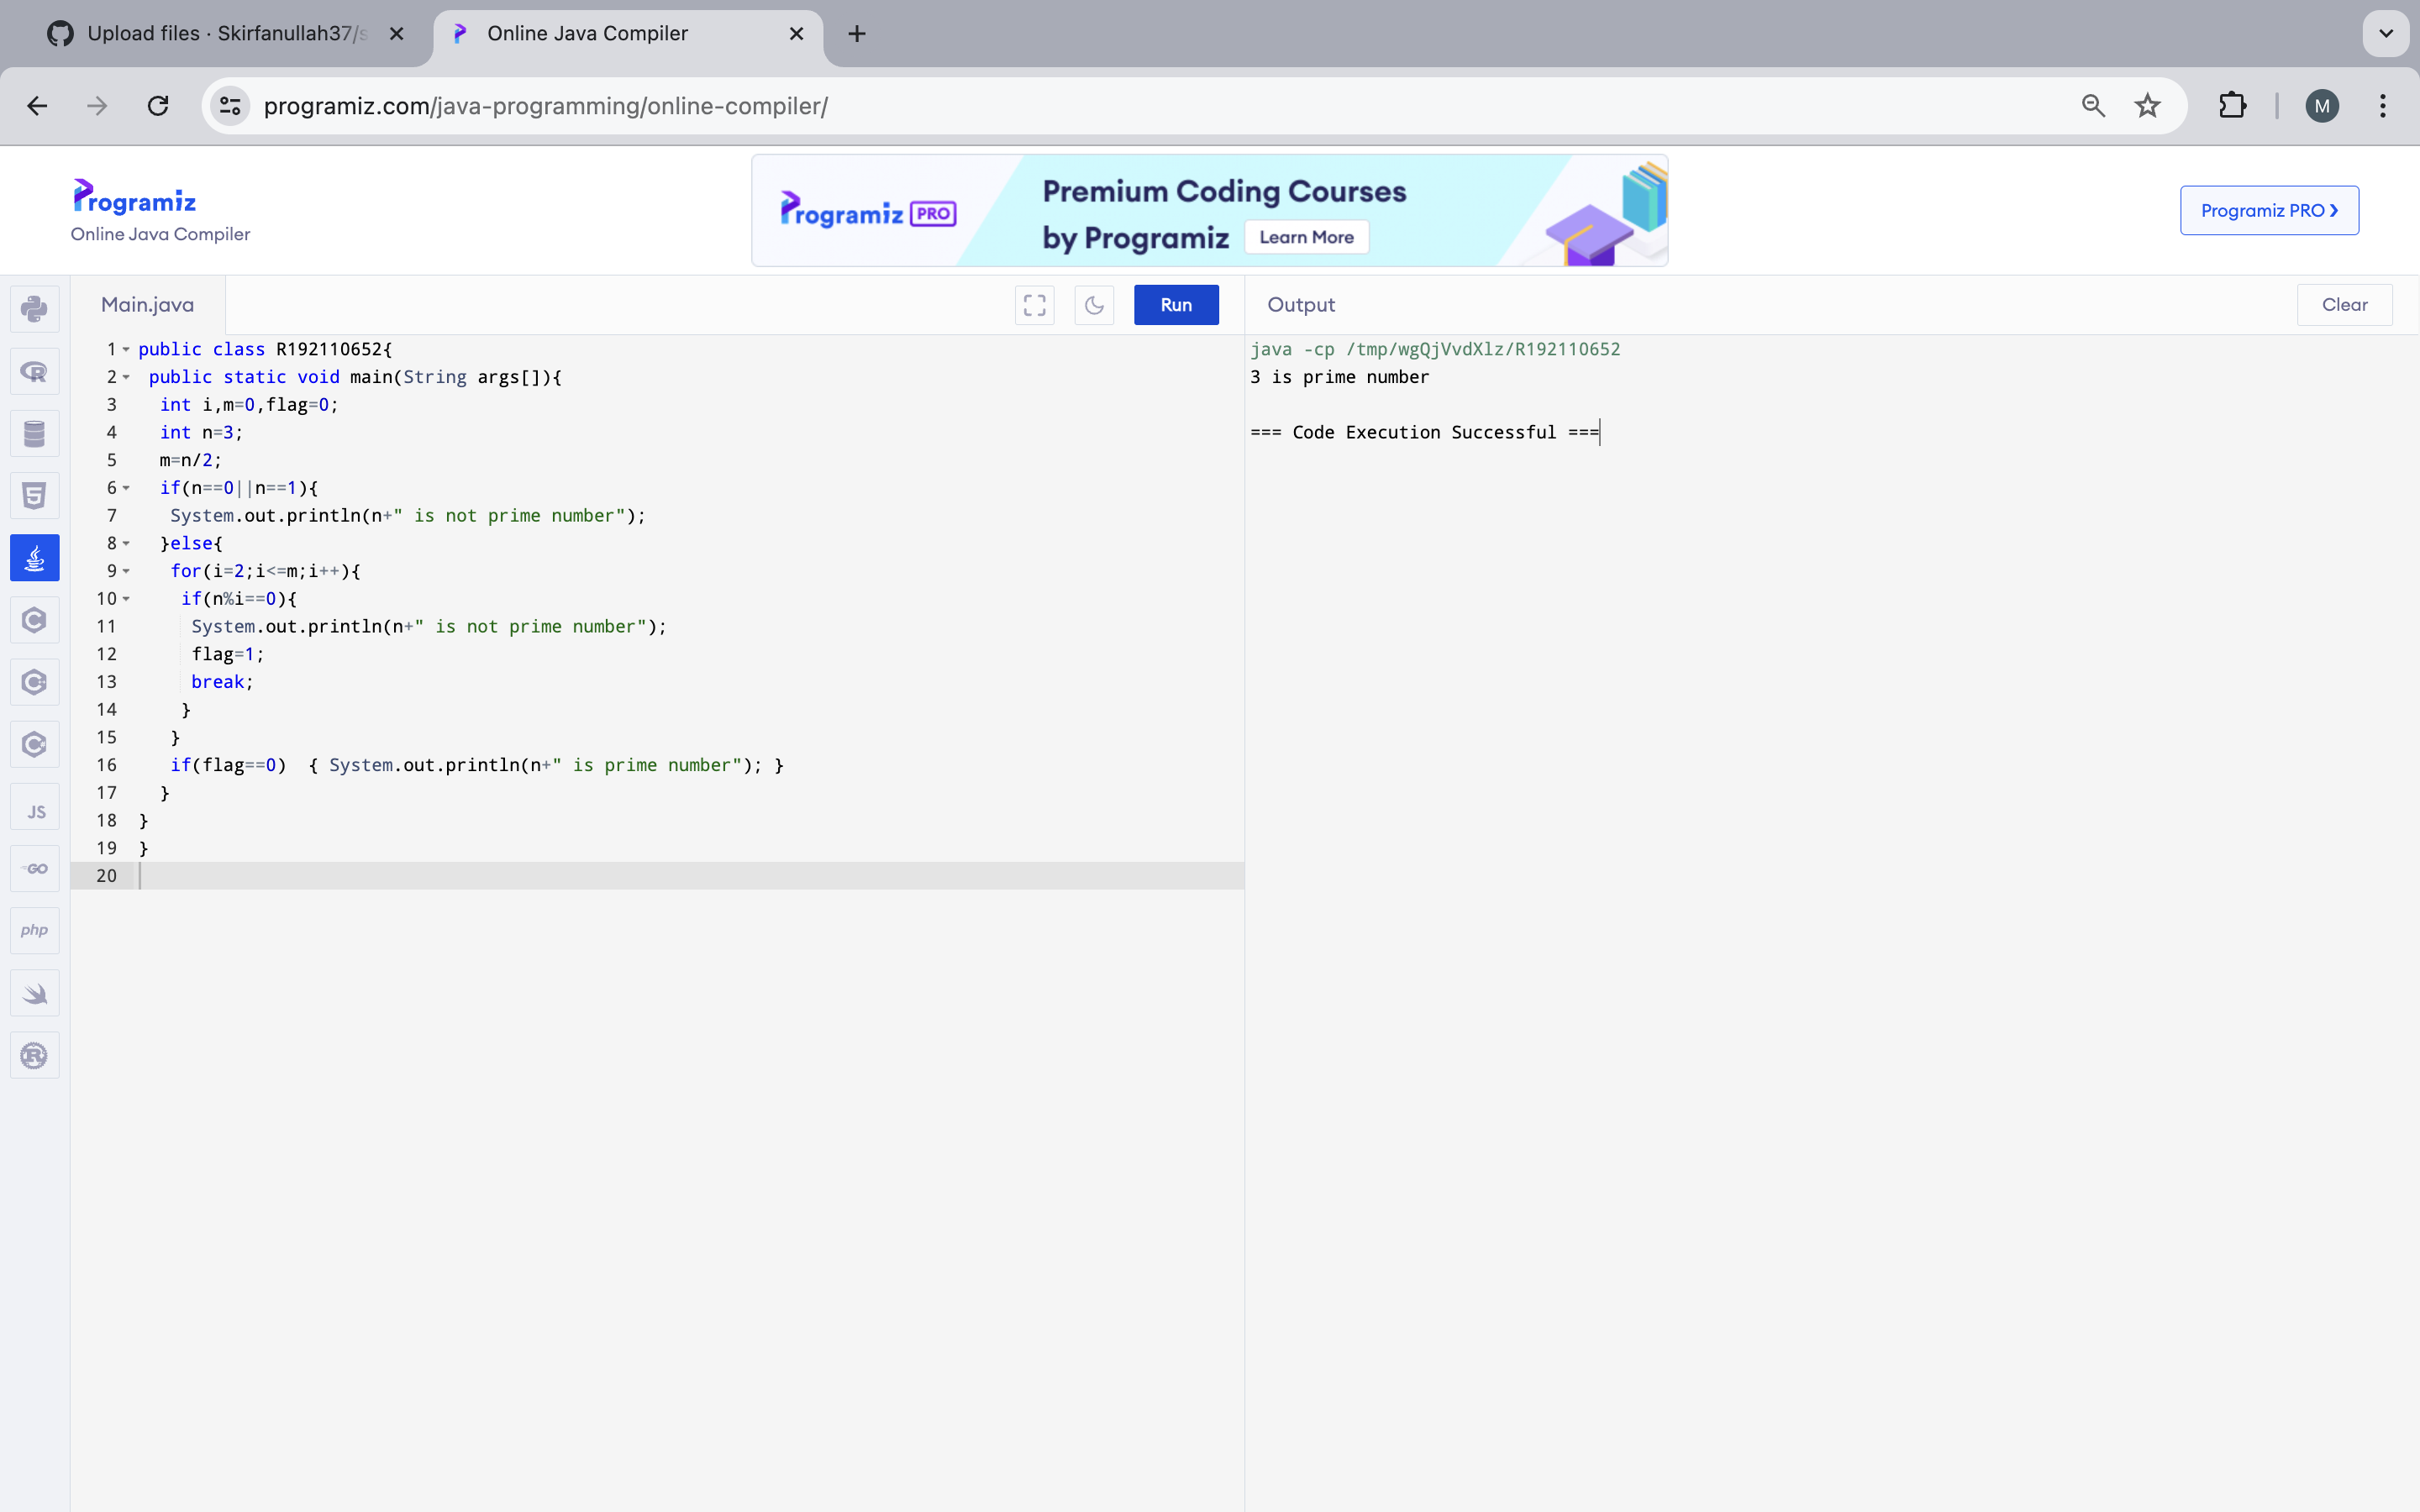 Upload files · Skirfanullah37/s
Online Java Compiler
programiz.com/java-programming/online-compiler/
M
Programiz
Online Java Compiler
Programiz PRO
Premium Coding Courses
by Programiz
Learn More
Programiz PRO ❯
Main.java
Run
Output
Clear
1 public class R192110652{
2 public static void main(String args[]){
3 int i,m=0,flag=0;
4 int n=3;
5 m=n/2;
6 if(n==0||n==1){
7 System.out.println(n+" is not prime number");
8 }else{
9 for(i=2;i<=m;i++){
10 if(n%i==0){
11 System.out.println(n+" is not prime number");
12 flag=1;
13 break;
14 }
15 }
16 if(flag==0)  { System.out.println(n+" is prime number"); }
17 }
18 }
19 }
20
java -cp /tmp/wgQjVvdXlz/R192110652
3 is prime number
=== Code Execution Successful ===
R
5
C
C
C
JS
GO
php
R